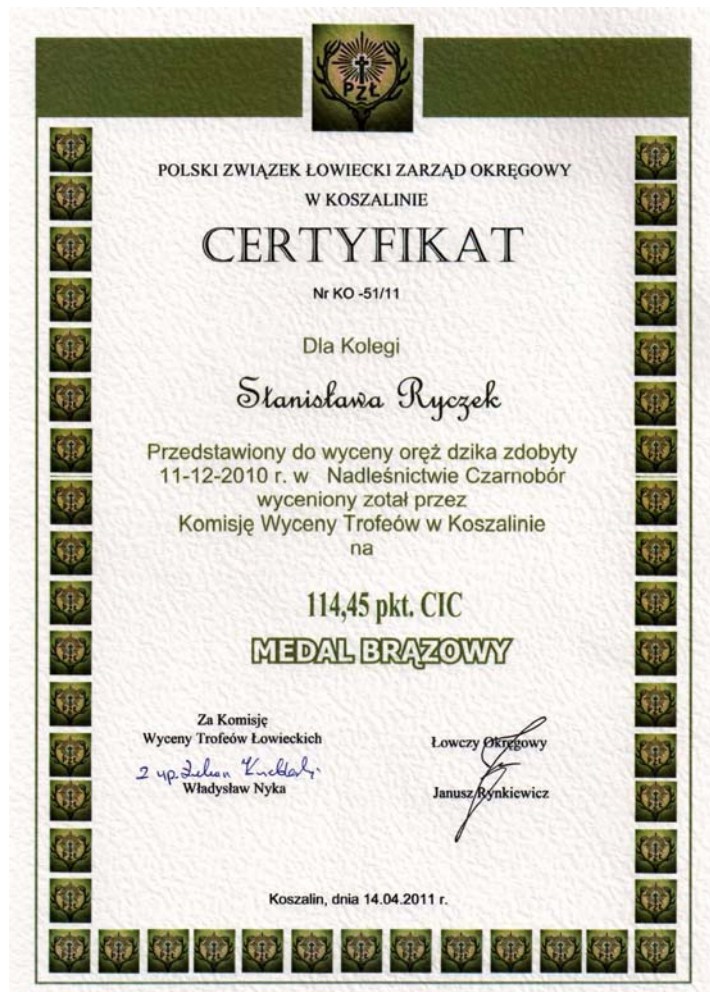 PZŁ
POLSKI ZWIĄZEK ŁOWIECKI ZARZĄD OKRĘGOWY
W KOSZALINIE
CERTYFIKAT
Nr KO -51/11
Dla Kolegi
Stanisława Ryczek
Przedstawiony do wyceny oręż dzika zdobyty
11-12-2010 r. w Nadleśnictwie Czarnobór
wyceniony zotał przez
Komisję Wyceny Trofeów w Koszalinie
na
114,45 pkt. CIC
MEDAL BRĄZOWY
Za Komisję
Wyceny Trofeów Łowieckich
Władysław Nyka
Łowczy Okręgowy
Janusz Rynkiewicz
Koszalin, dnia 14.04.2011 r.